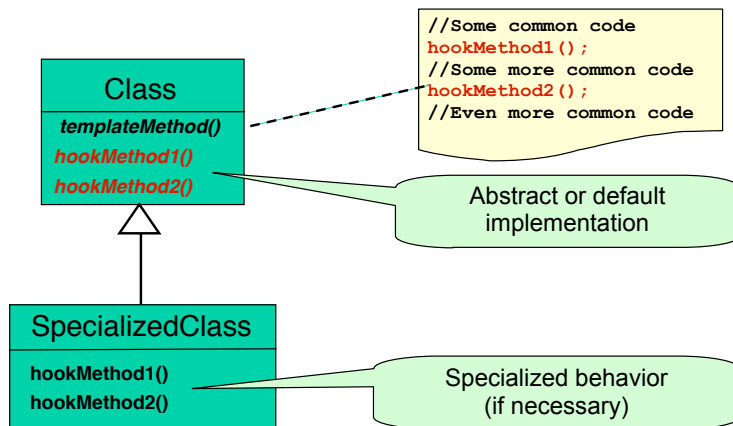 //Some common code
hookMethod1();
//Some more common code
hookMethod2();
//Even more common code
Class
templateMethod()
hookMethod1()
hookMethod2()
Abstract or default
implementation
SpecializedClass
hookMethod1()
hookMethod2()
Specialized behavior
(if necessary)